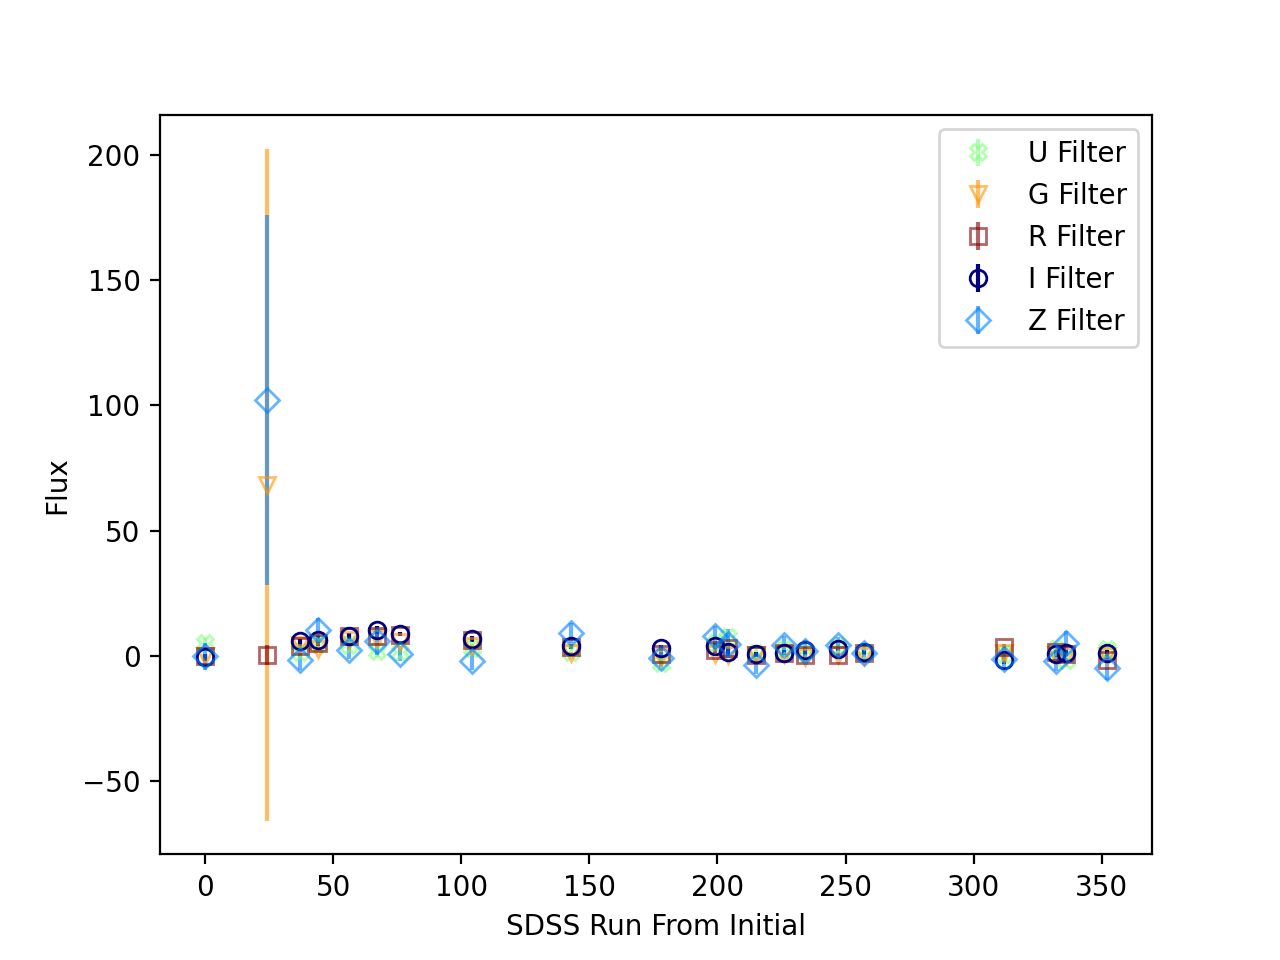 200
150
100
50
0
−50
Flux
0 50 100 150 200 250 300 350
SDSS Run From Initial
U Filter
G Filter
R Filter
I Filter
Z Filter